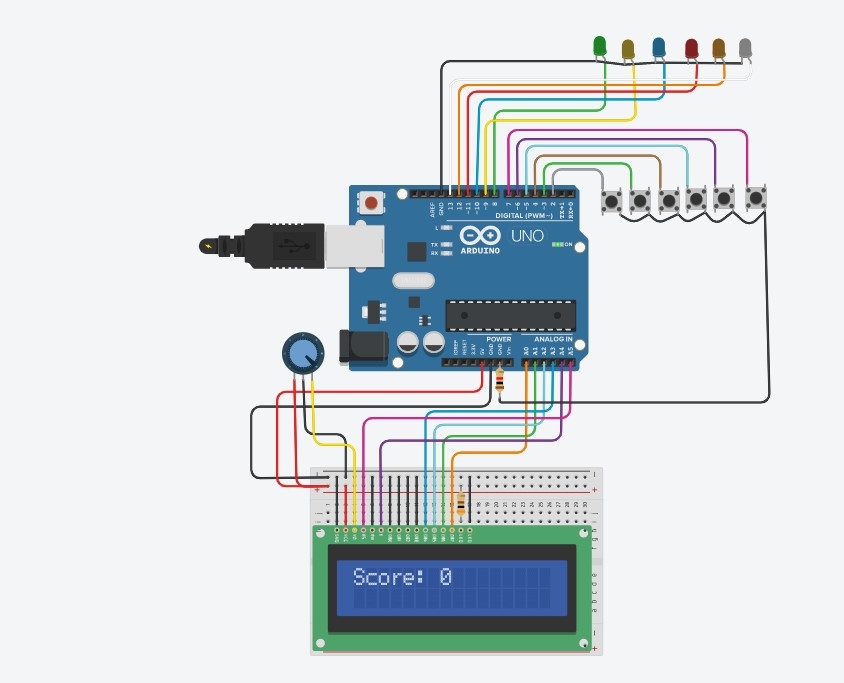 AREF
GND
13
12
~11
~10
~9
8
7
~6
~5
4
~3
2
TX→1
RX←0
DIGITAL (PWM~)
L
TX
RX
ARDUINO
UNO
ON
POWER
ANALOG IN
IOREF
RESET
3.3V
5V
GND
GND
Vin
A0
A1
A2
A3
A4
A5
Score: 0